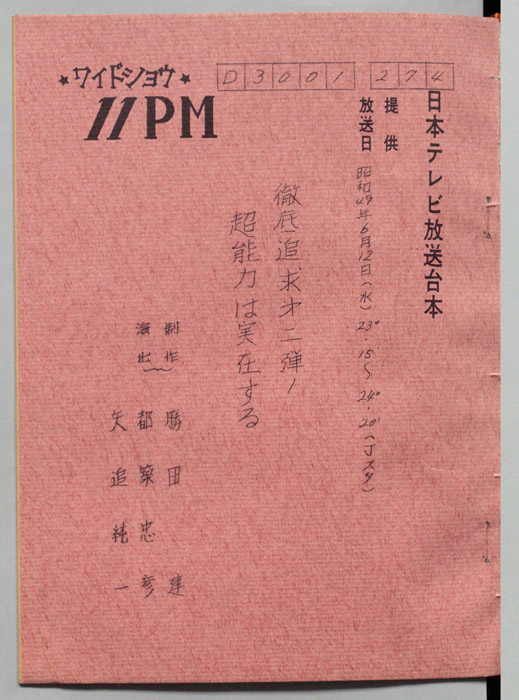 日本テレビ放送台本
★ワイドショウ★
11PM
D3001 274
提供
放送日 昭和49年6月12日(水) 23°.15'〜24°.20'(Jスタ)
徹底追求才二弾!
超能力は実在する
制作 勝田建
演出 都築忠彦
矢追純一